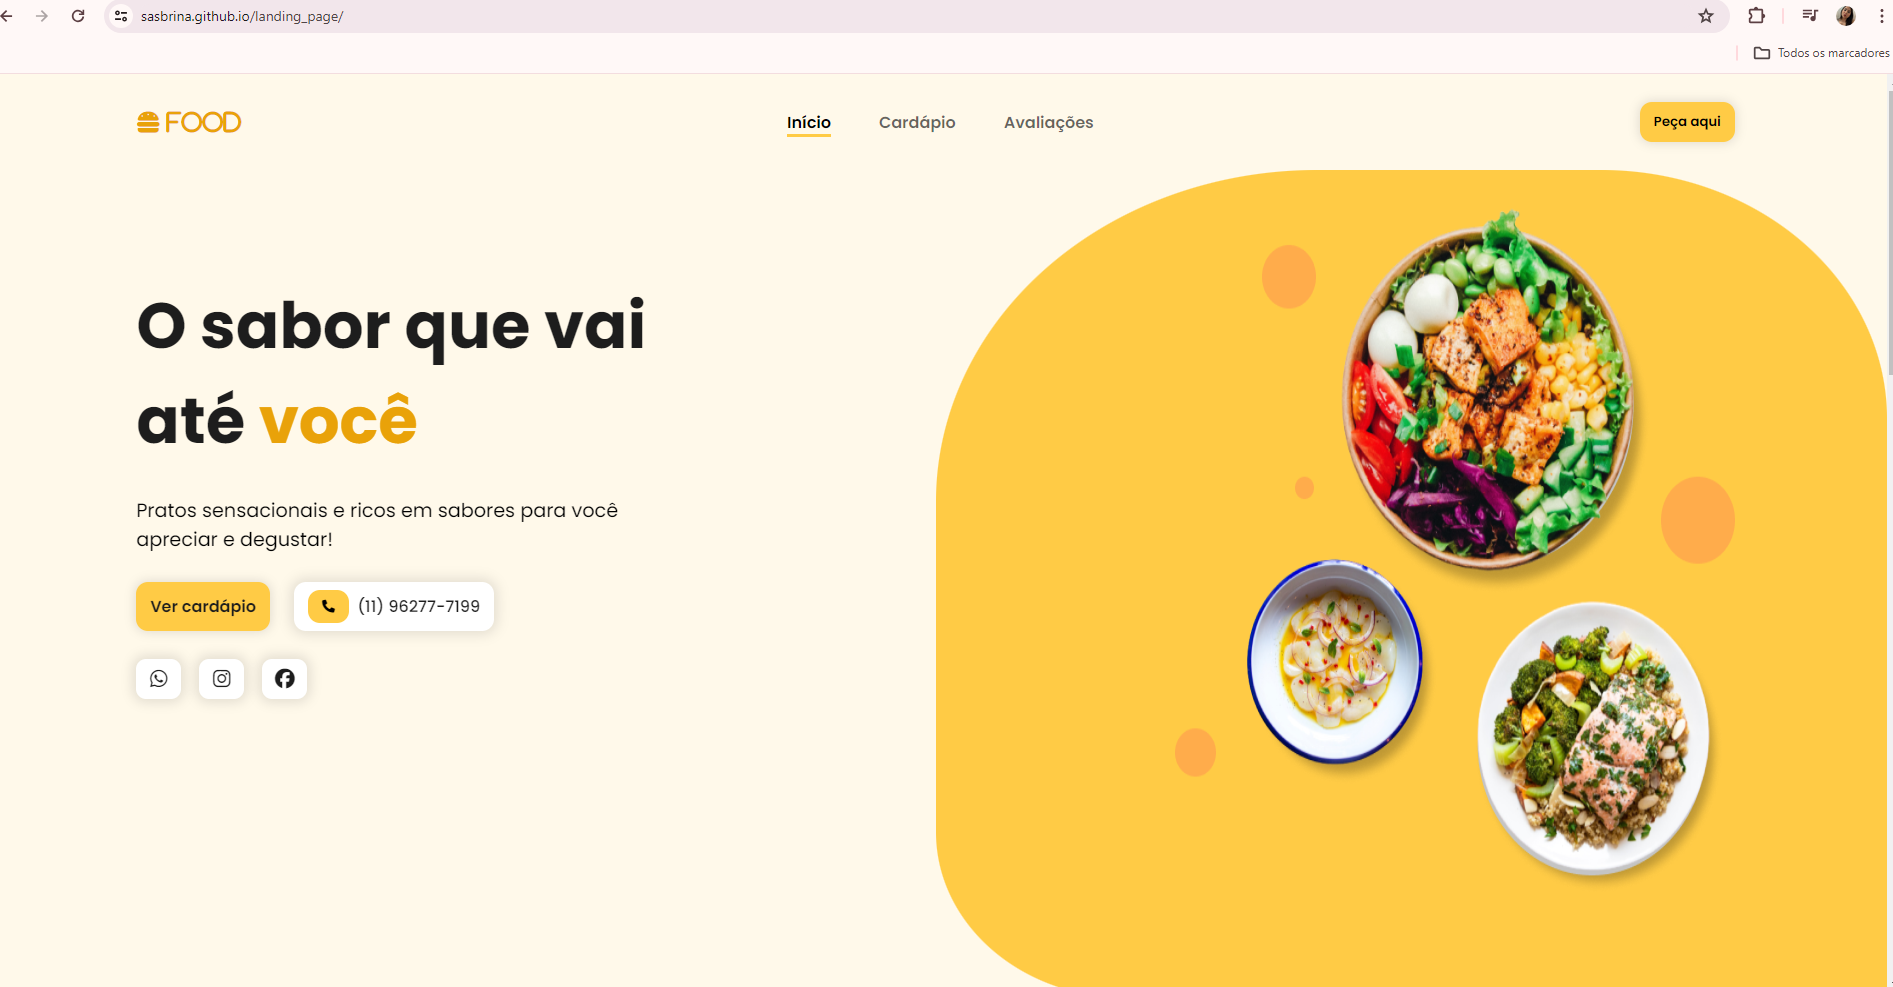 sasbrina.github.io/landing_page/
Todos os marcadores
FOOD
Início
Cardápio
Avaliações
Peça aqui
O sabor que vai
até você
Pratos sensacionais e ricos em sabores para você
apreciar e degustar!
Ver cardápio
(11) 96277-7199